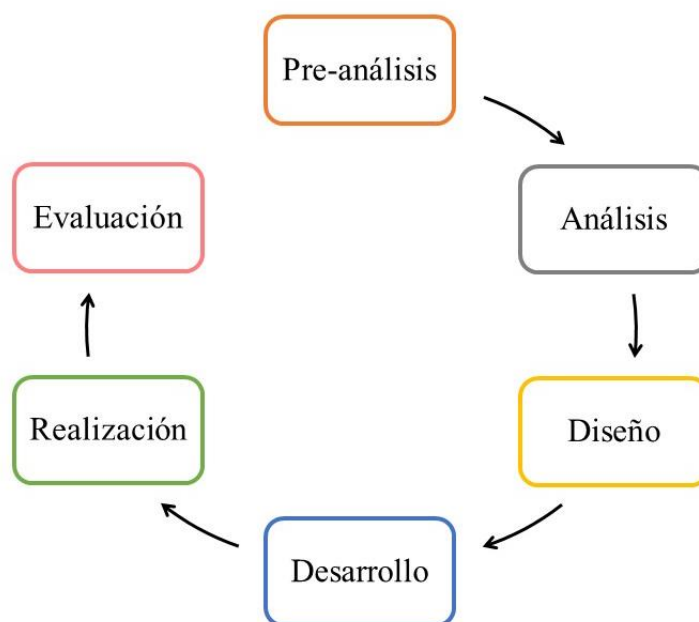 Pre-análisis
Análisis
Diseño
Desarrollo
Realización
Evaluación